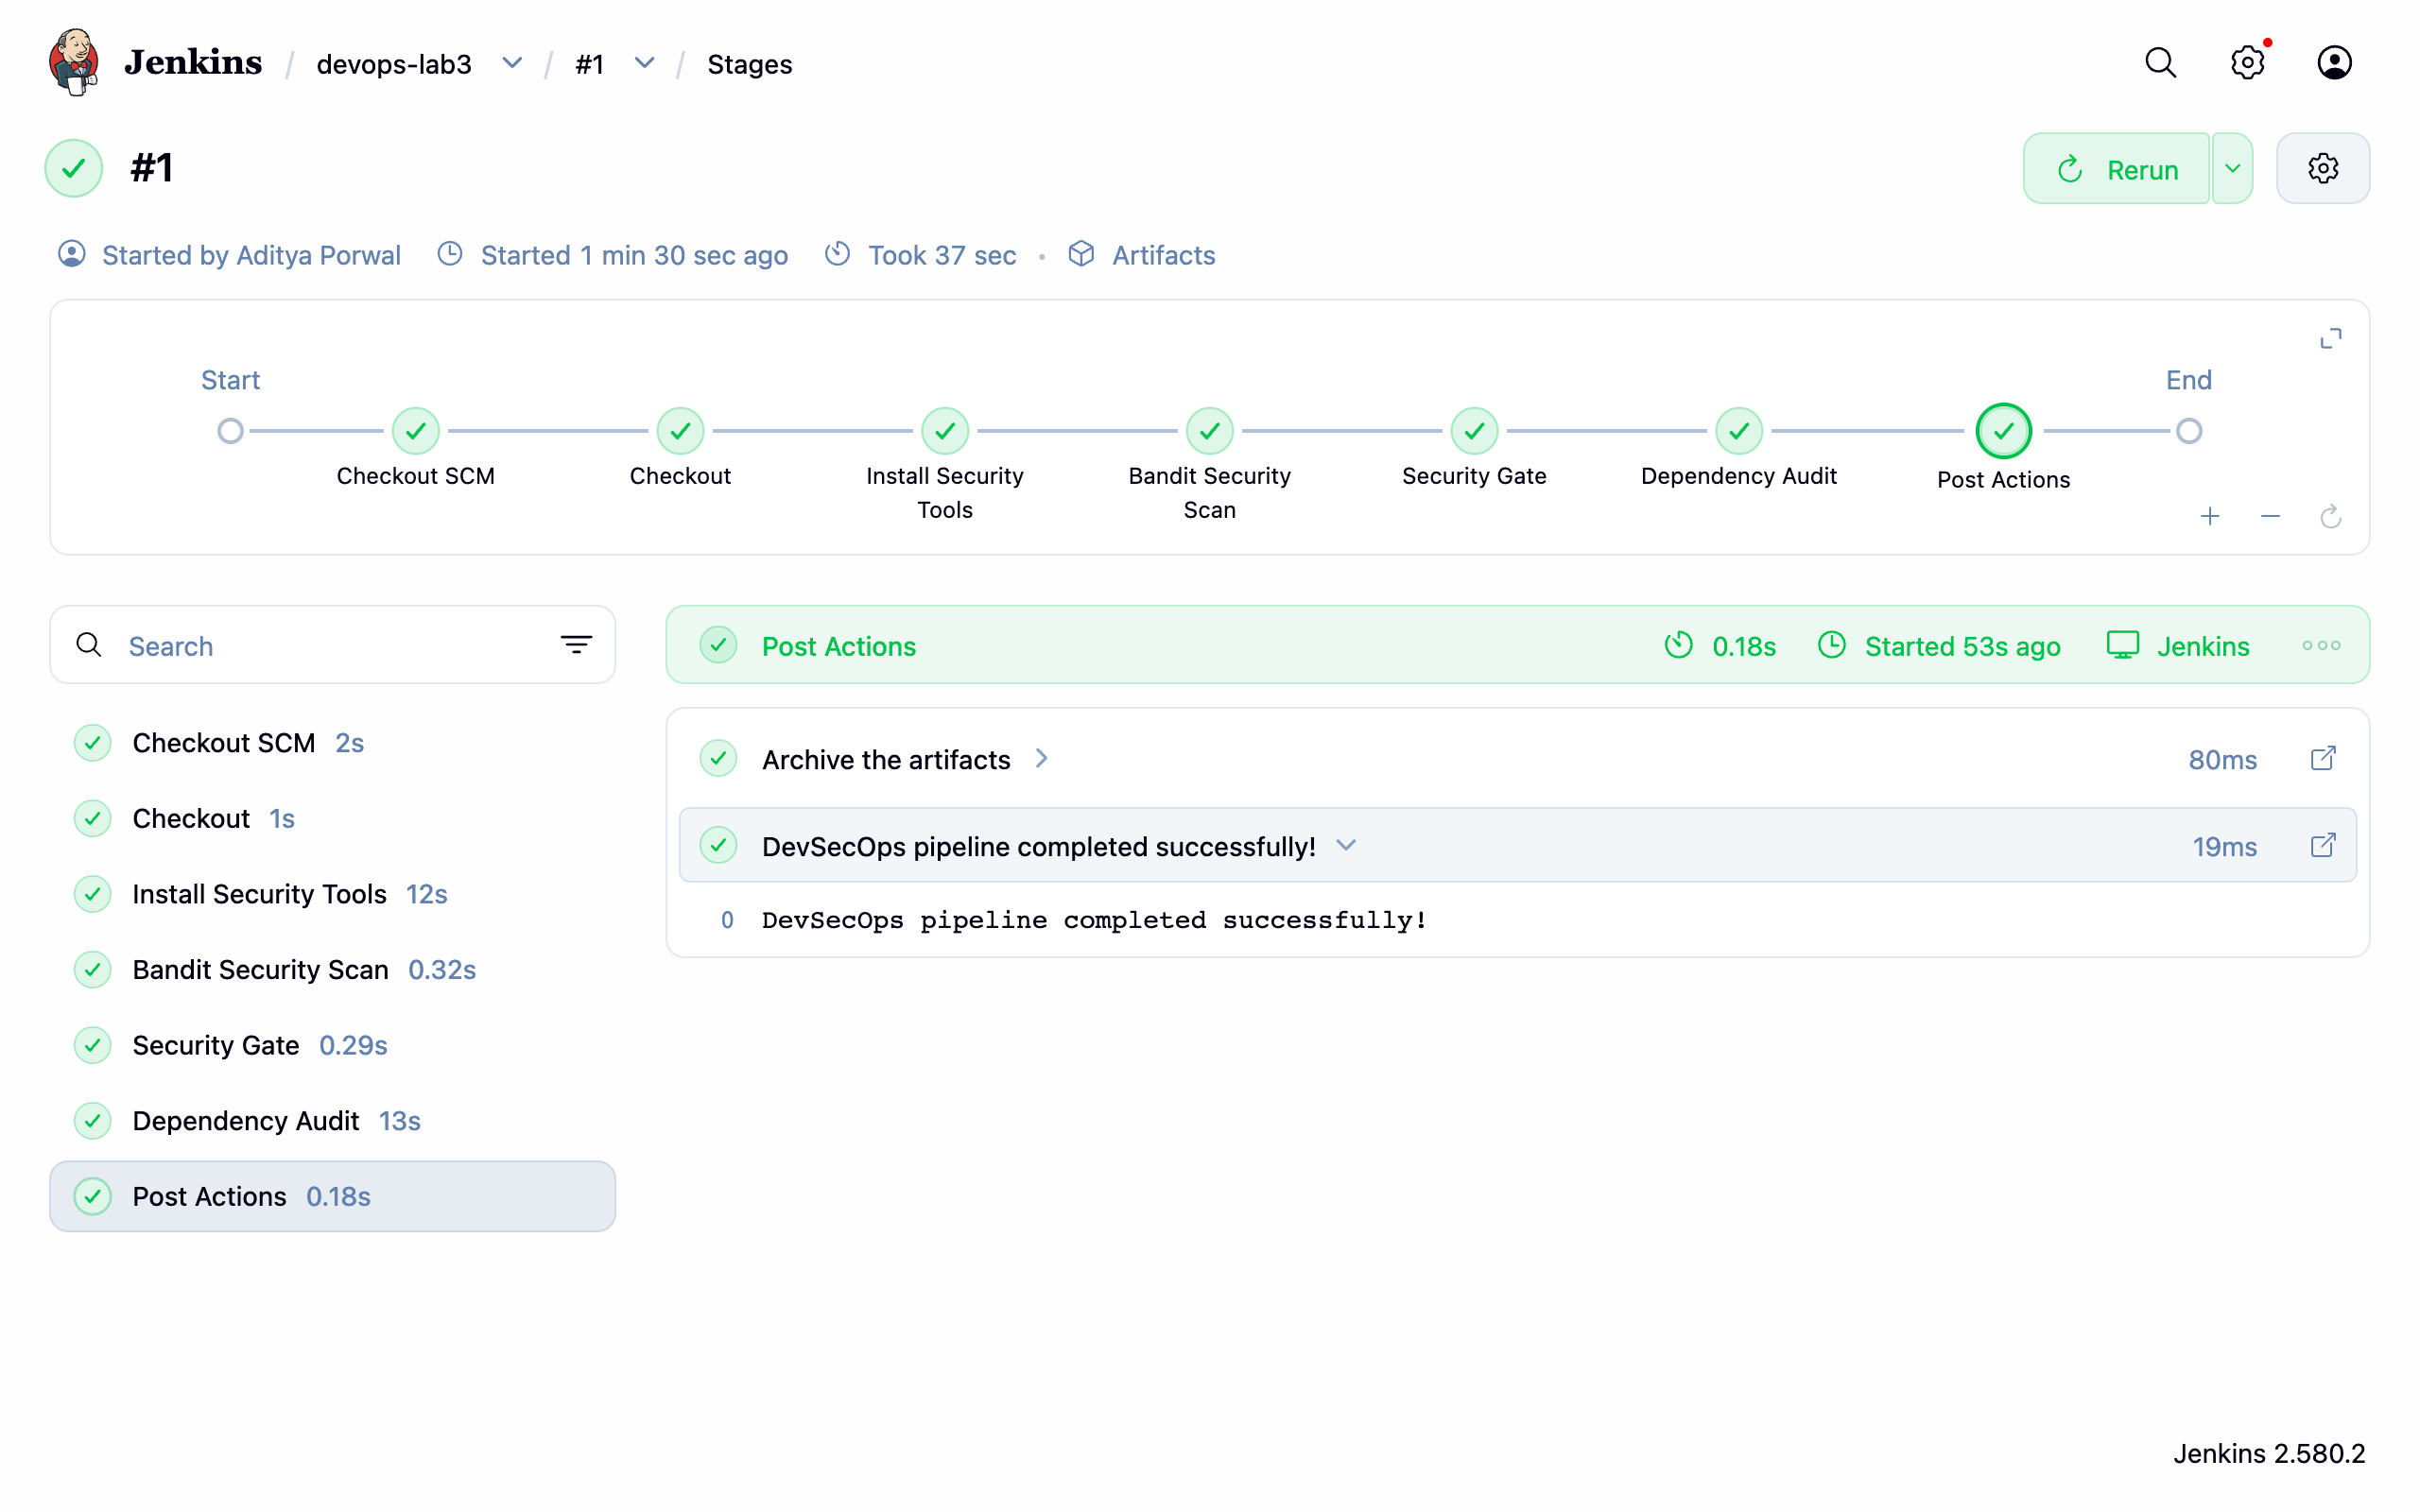 Jenkins / devops-lab3 / #1 / Stages
#1
Rerun
Started by Aditya Porwal Started 1 min 30 sec ago Took 37 sec • Artifacts
Start End
Checkout SCM Checkout Install Security Tools Bandit Security Scan Security Gate Dependency Audit Post Actions
Search
Checkout SCM 2s
Checkout 1s
Install Security Tools 12s
Bandit Security Scan 0.32s
Security Gate 0.29s
Dependency Audit 13s
Post Actions 0.18s
Post Actions 0.18s Started 53s ago Jenkins
Archive the artifacts 80ms
DevSecOps pipeline completed successfully! 19ms
0 DevSecOps pipeline completed successfully!
Jenkins 2.580.2